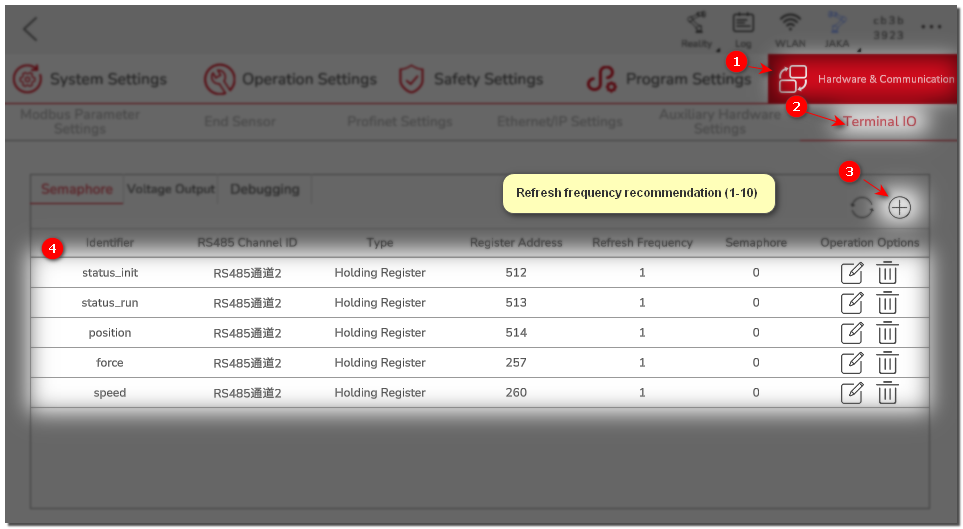 Reality
Log
WLAN
JAKA
cb3b
3923
System Settings
Operation Settings
Safety Settings
Program Settings
1
Hardware & Communication
Modbus Parameter
Settings
End Sensor
Profinet Settings
Ethernet/IP Settings
Auxiliary Hardware
Settings
2
Terminal IO
Semaphore
Voltage Output
Debugging
Refresh frequency recommendation (1-10)
3
4
Identifier RS485 Channel ID Type Register Address Refresh Frequency Semaphore Operation Options
status_init RS485通道2 Holding Register 512 1 0
status_run RS485通道2 Holding Register 513 1 0
position RS485通道2 Holding Register 514 1 0
force RS485通道2 Holding Register 257 1 0
speed RS485通道2 Holding Register 260 1 0